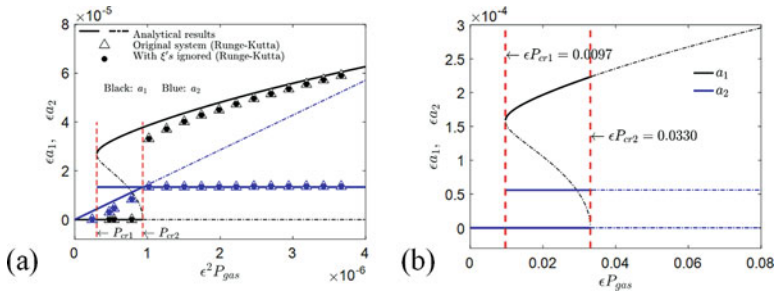 ×10⁻⁵
8
6
4
2
0
ϵa₁, ϵa₂
Analytical results
Original system (Runge-Kutta)
With ξ's ignored (Runge-Kutta)
Black: a₁ Blue: a₂
← P_cr1
← P_cr2
0 1 2 3 4
×10⁻⁶
ϵ²P_gas
(a)
×10⁻⁴
3
2.5
2
1.5
1
0.5
0
ϵa₁, ϵa₂
← ϵP_cr1 = 0.0097
a₁
a₂
← ϵP_cr2 = 0.0330
0 0.02 0.04 0.06 0.08
ϵP_gas
(b)